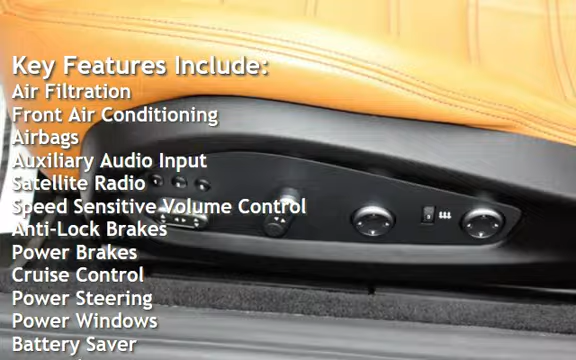 Key Features Include:
Air Filtration
Front Air Conditioning
Airbags
Auxiliary Audio Input
Satellite Radio
Speed Sensitive Volume Control
Anti-Lock Brakes
Power Brakes
Cruise Control
Power Steering
Power Windows
Battery Saver